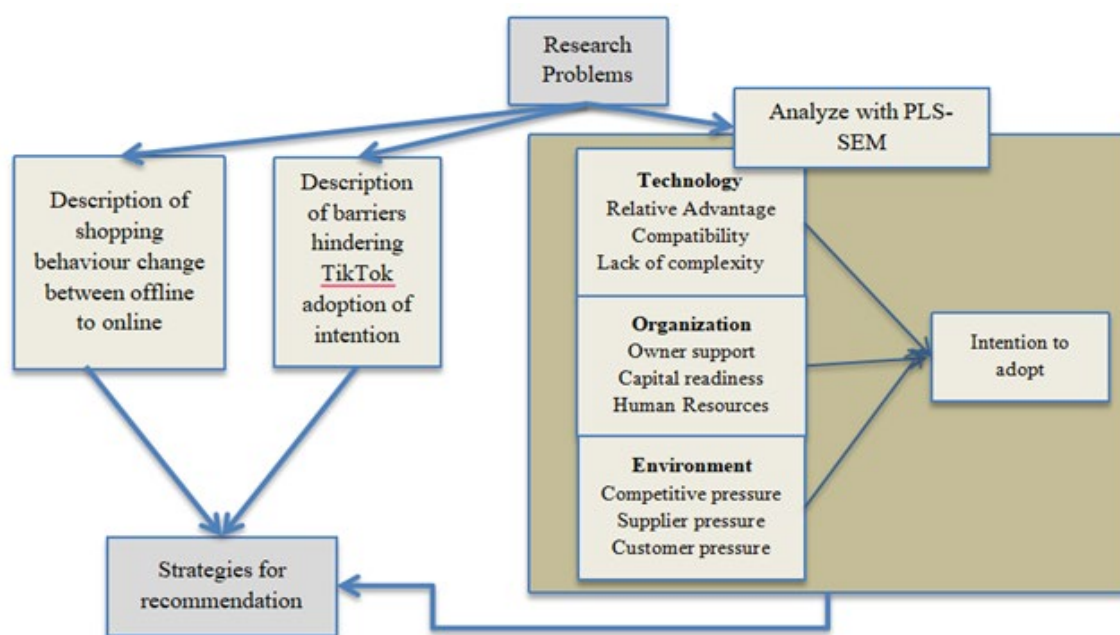 Research
Problems
Analyze with PLS-
SEM
Description of
shopping
behaviour change
between offline
to online
Description
of barriers
hindering
TikTok
adoption of
intention
Technology
Relative Advantage
Compatibility
Lack of complexity
Organization
Owner support
Capital readiness
Human Resources
Environment
Competitive pressure
Supplier pressure
Customer pressure
Intention to
adopt
Strategies for
recommendation